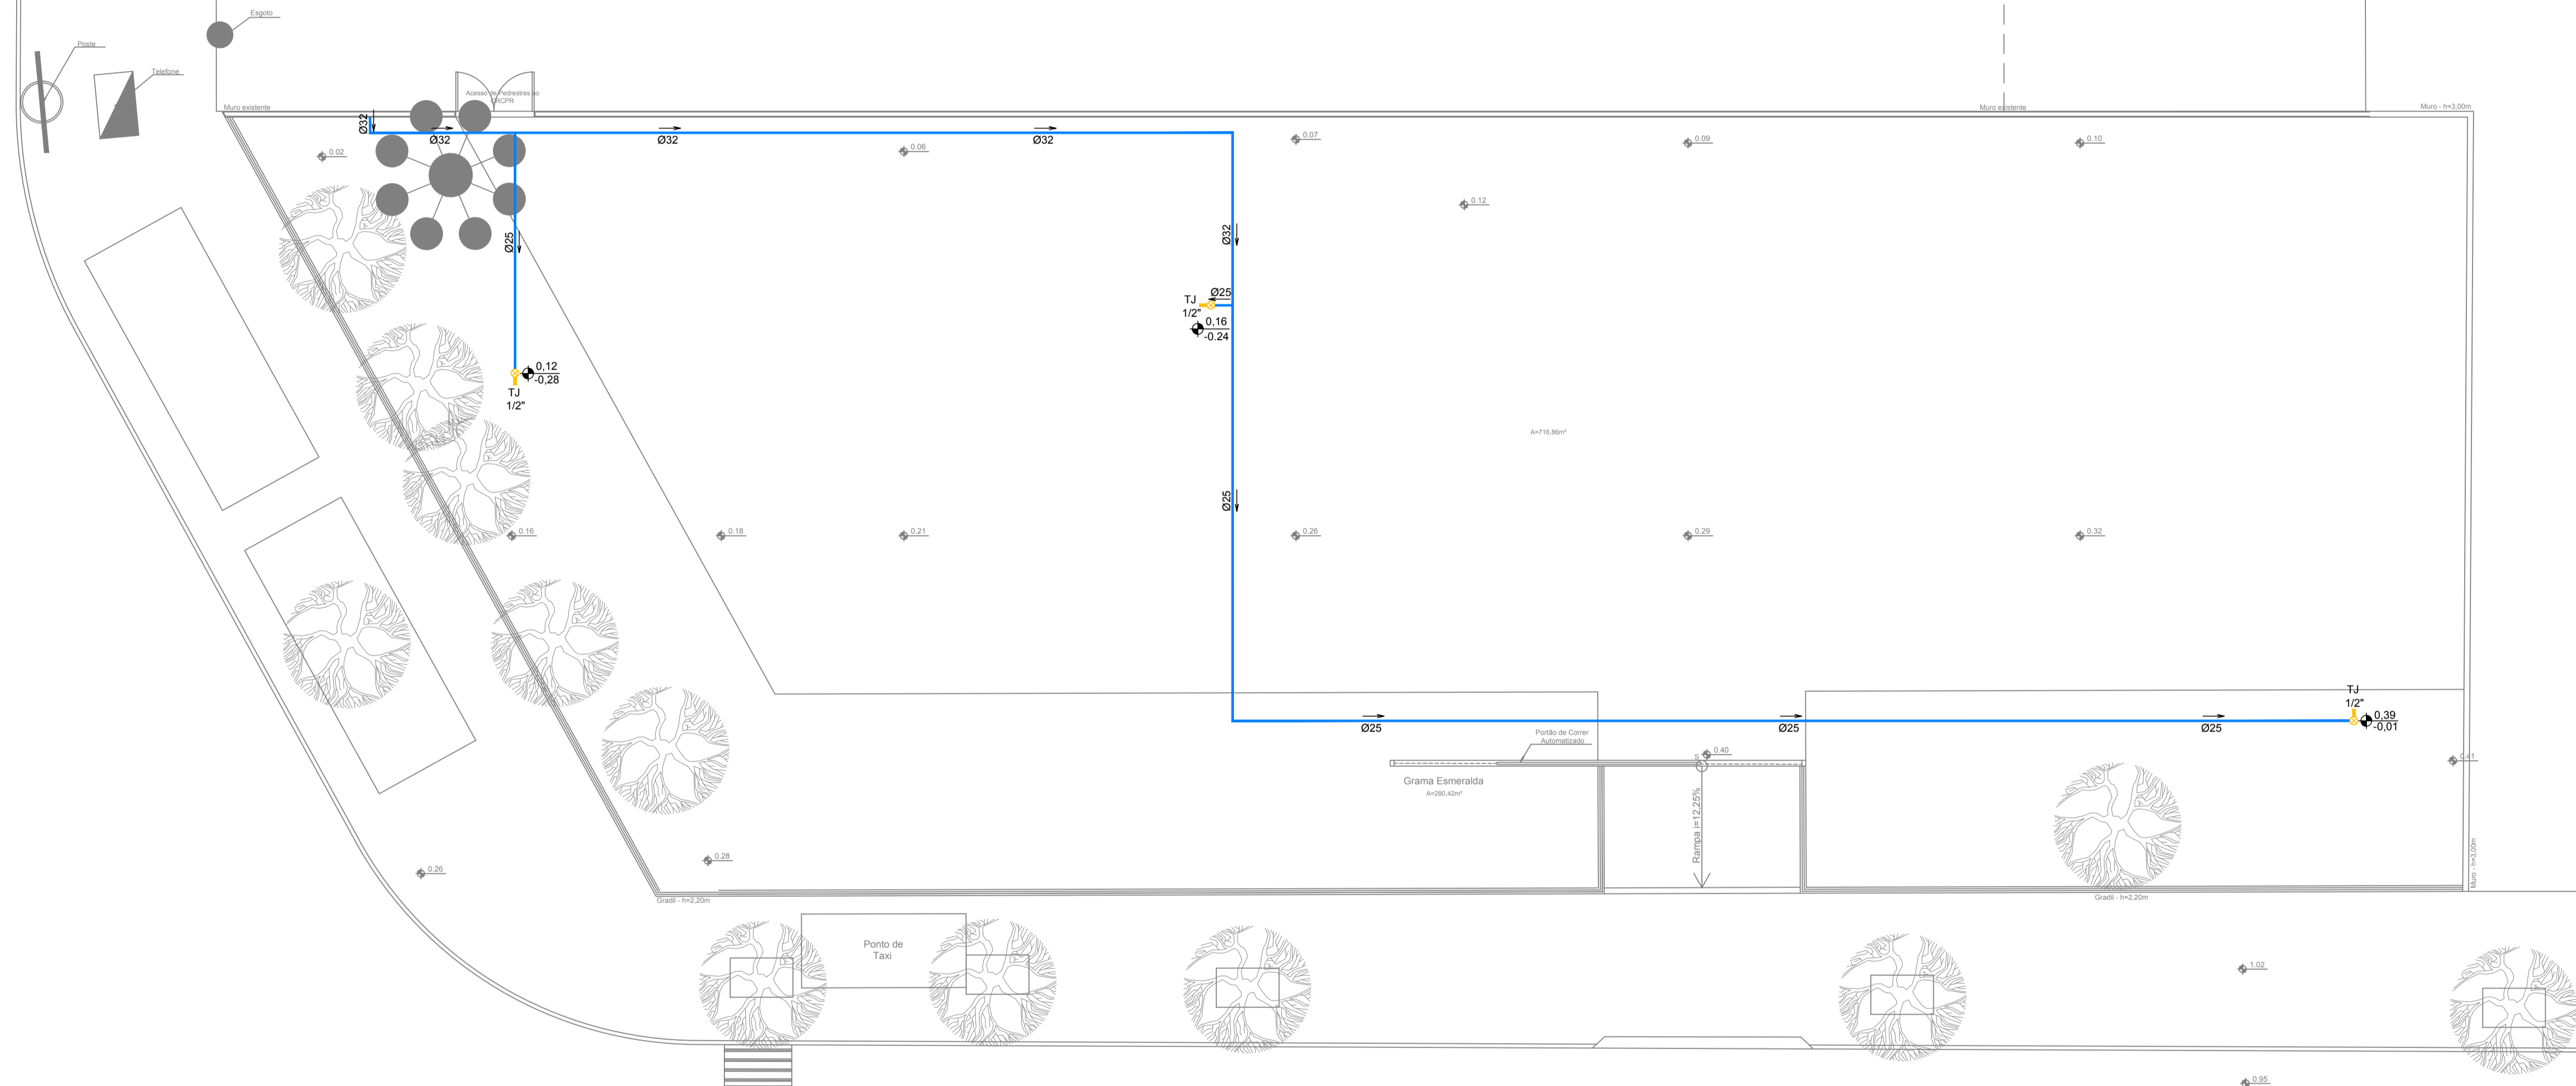 Esgoto
Poste
Telefone
Acesso de Pedrestres ao
CRCPR
Muro existente
Muro existente
Muro - h=3,00m
Ø32
Ø32
Ø32
Ø32
0.02
0.06
0.07
0.09
0.10
0.12
Ø25
Ø32
Ø25
TJ
1/2"
0,16
-0.24
0,12
-0,28
TJ
1/2"
A=716,86m²
Ø25
0.16
0.18
0.21
0.26
0.29
0.32
TJ
1/2"
0,39
-0,01
Ø25
Ø25
Ø25
Portão de Correr
Automatizado
0.40
S
0.41
Grama Esmeralda
A=280,42m²
Rampa i=12,25%
Muro - h=3,00m
0.28
0.26
Gradil - h=2,20m
Gradil - h=2,20m
Ponto de
Taxi
1.02
0.95